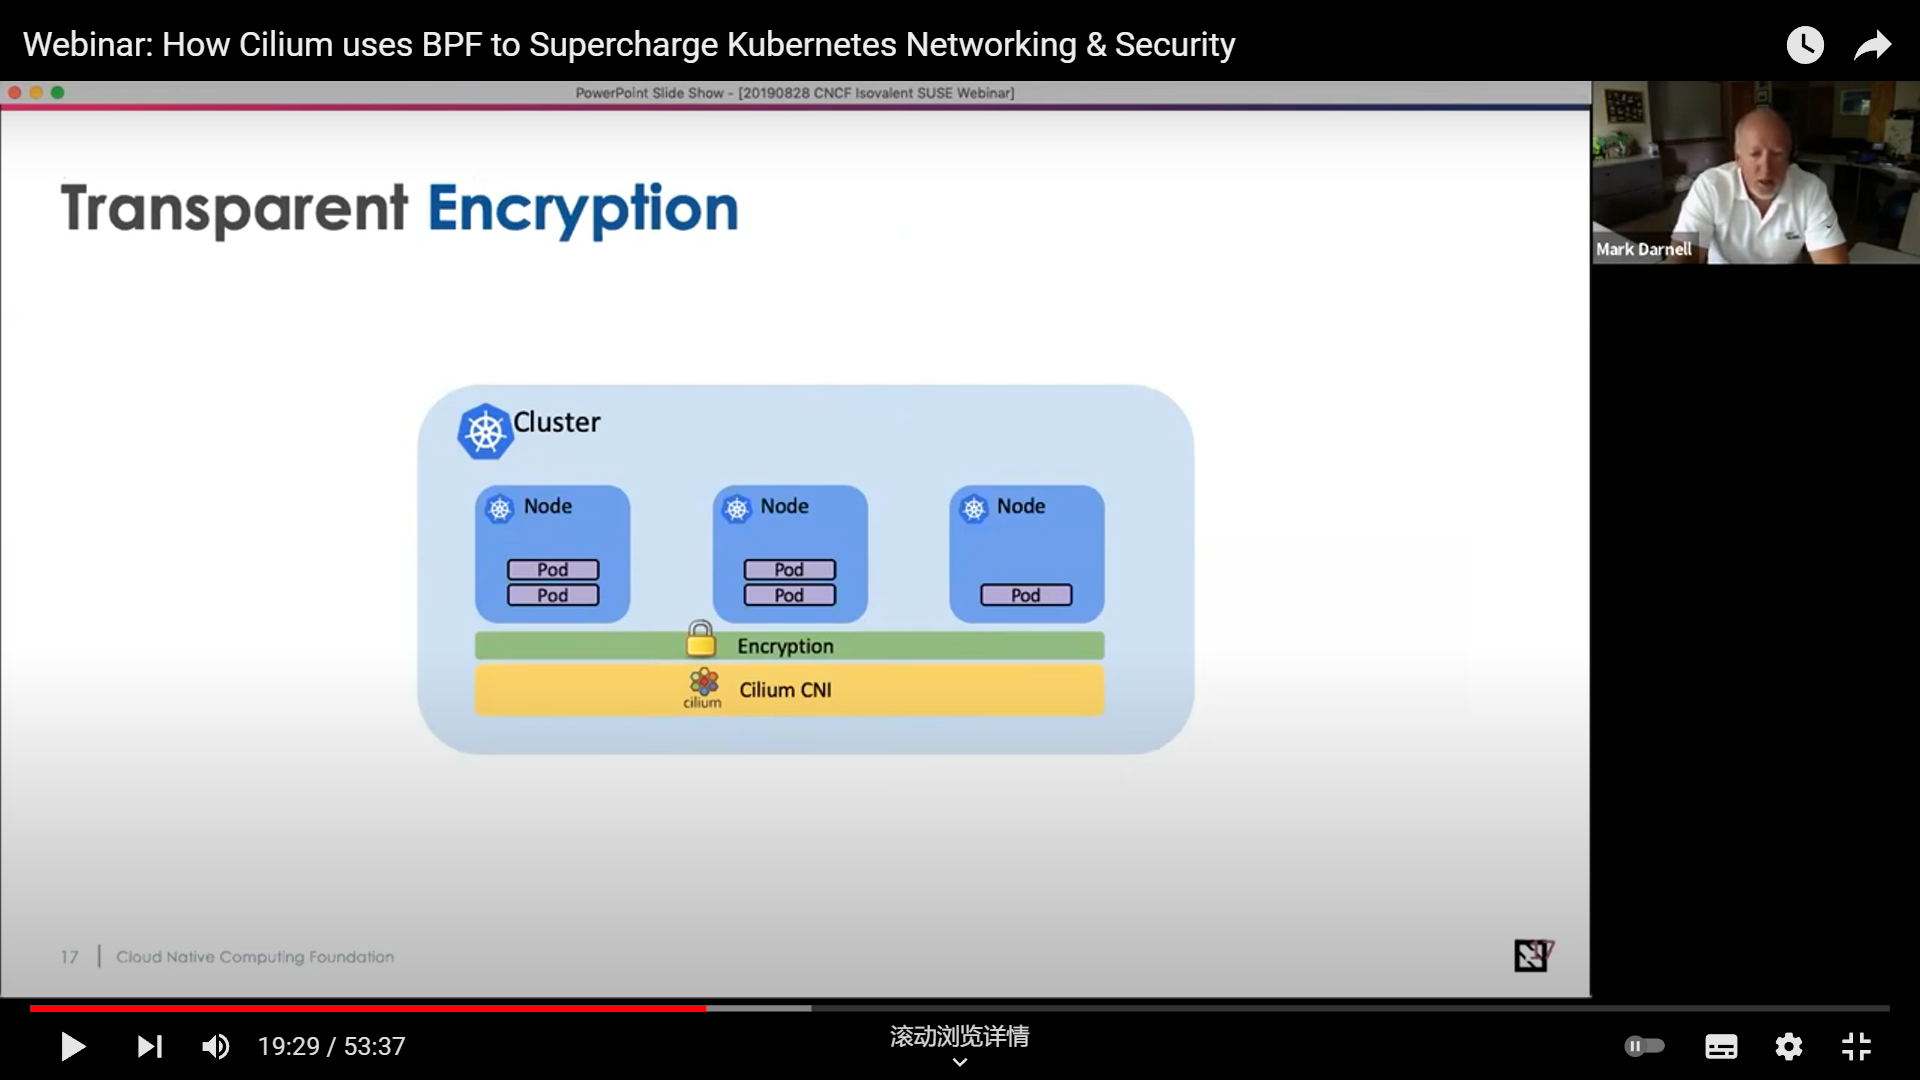 Webinar: How Cilium uses BPF to Supercharge Kubernetes Networking & Security
PowerPoint Slide Show - [20190828 CNCF Isovalent SUSE Webinar]
Transparent Encryption
Mark Darnell
Cluster
Node
Pod
Pod
Node
Pod
Pod
Node
Pod
Encryption
cilium
Cilium CNI
17 | Cloud Native Computing Foundation
17
19:29 / 53:37
滚动浏览详情